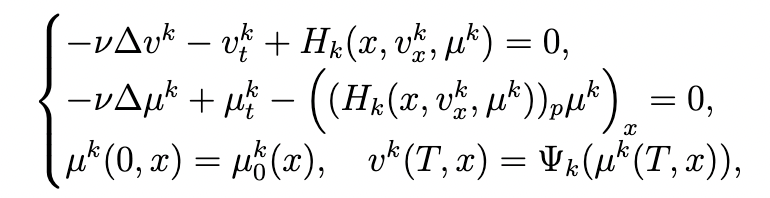 −νΔv^k − v_t^k + H_k(x, v_x^k, μ^k) = 0,
−νΔμ^k + μ_t^k − ((H_k(x, v_x^k, μ^k))_p μ^k)_x = 0,
μ^k(0, x) = μ_0^k(x), v^k(T, x) = Ψ_k(μ^k(T, x)),